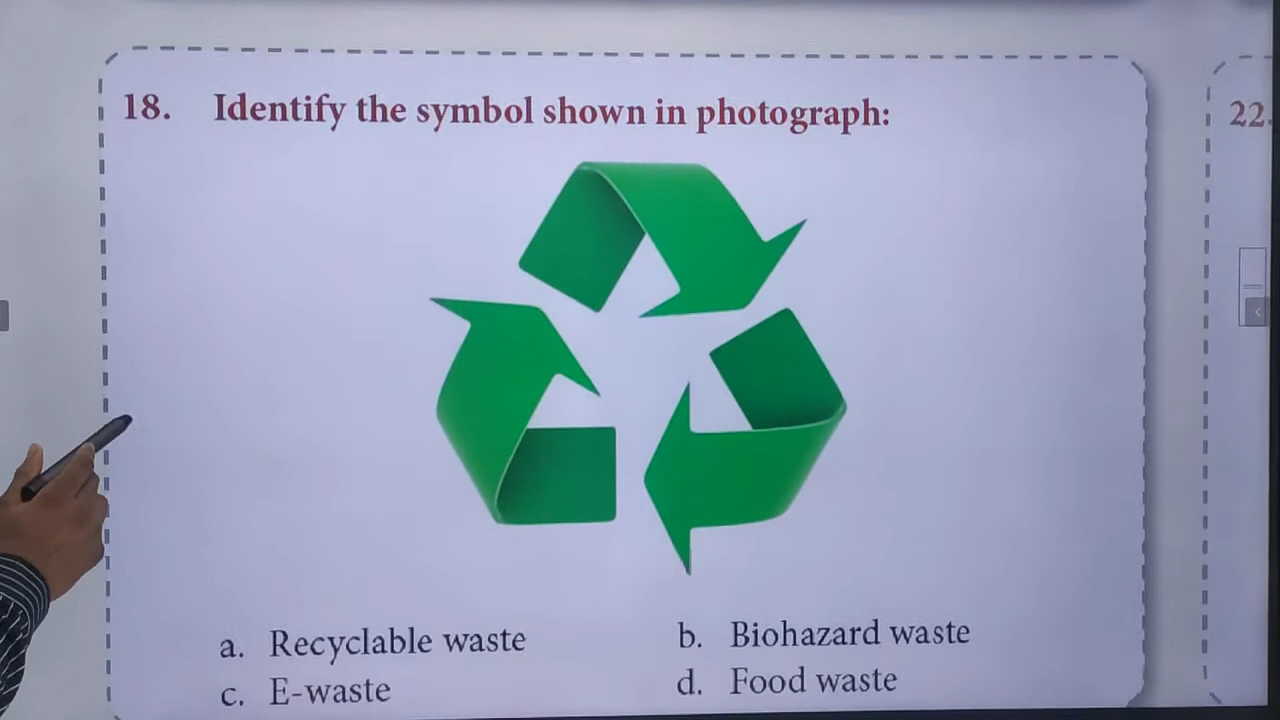 18. Identify the symbol shown in photograph:
22.
a. Recyclable waste
b. Biohazard waste
c. E-waste
d. Food waste